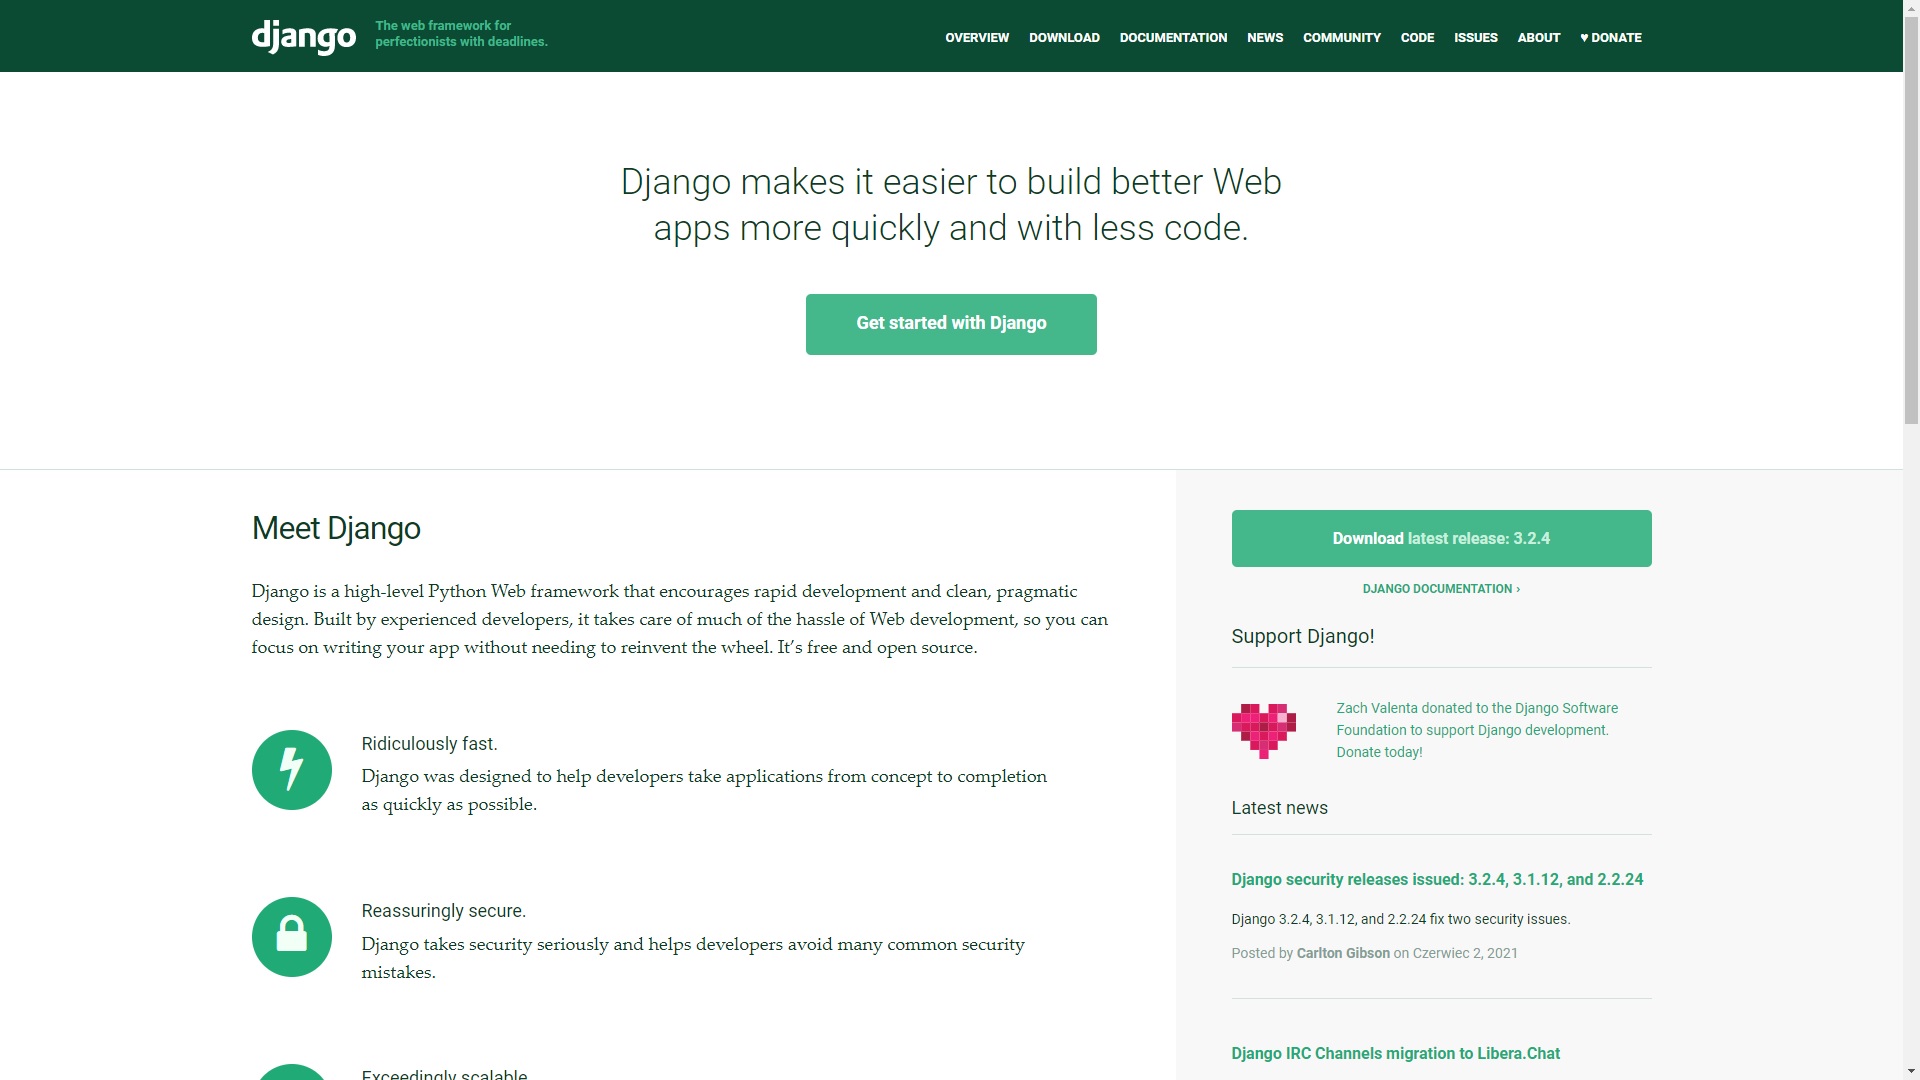 django
The web framework for
perfectionists with deadlines.
OVERVIEW DOWNLOAD DOCUMENTATION NEWS COMMUNITY CODE ISSUES ABOUT ♥ DONATE
Django makes it easier to build better Web
apps more quickly and with less code.
Get started with Django
Meet Django
Django is a high-level Python Web framework that encourages rapid development and clean, pragmatic
design. Built by experienced developers, it takes care of much of the hassle of Web development, so you can
focus on writing your app without needing to reinvent the wheel. It’s free and open source.
Ridiculously fast.
Django was designed to help developers take applications from concept to completion
as quickly as possible.
Reassuringly secure.
Django takes security seriously and helps developers avoid many common security
mistakes.
Exceedingly scalable.
Download latest release: 3.2.4
DJANGO DOCUMENTATION ›
Support Django!
Zach Valenta donated to the Django Software
Foundation to support Django development.
Donate today!
Latest news
Django security releases issued: 3.2.4, 3.1.12, and 2.2.24
Django 3.2.4, 3.1.12, and 2.2.24 fix two security issues.
Posted by Carlton Gibson on Czerwiec 2, 2021
Django IRC Channels migration to Libera.Chat